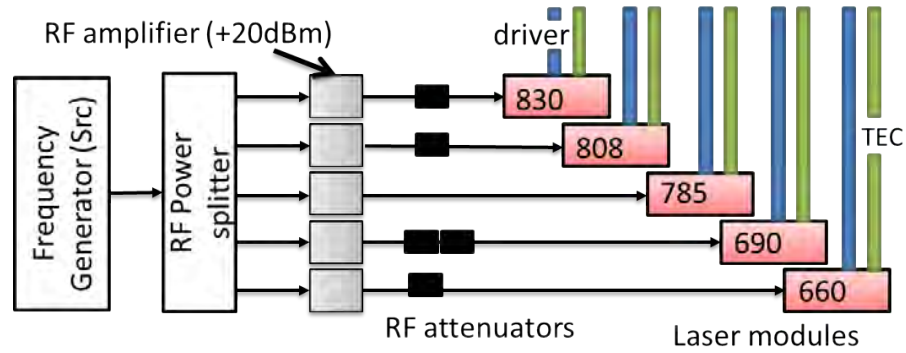 RF amplifier (+20dBm)
driver
Frequency
Generator (Src)
RF Power
splitter
830
808
TEC
785
690
660
RF attenuators
Laser modules